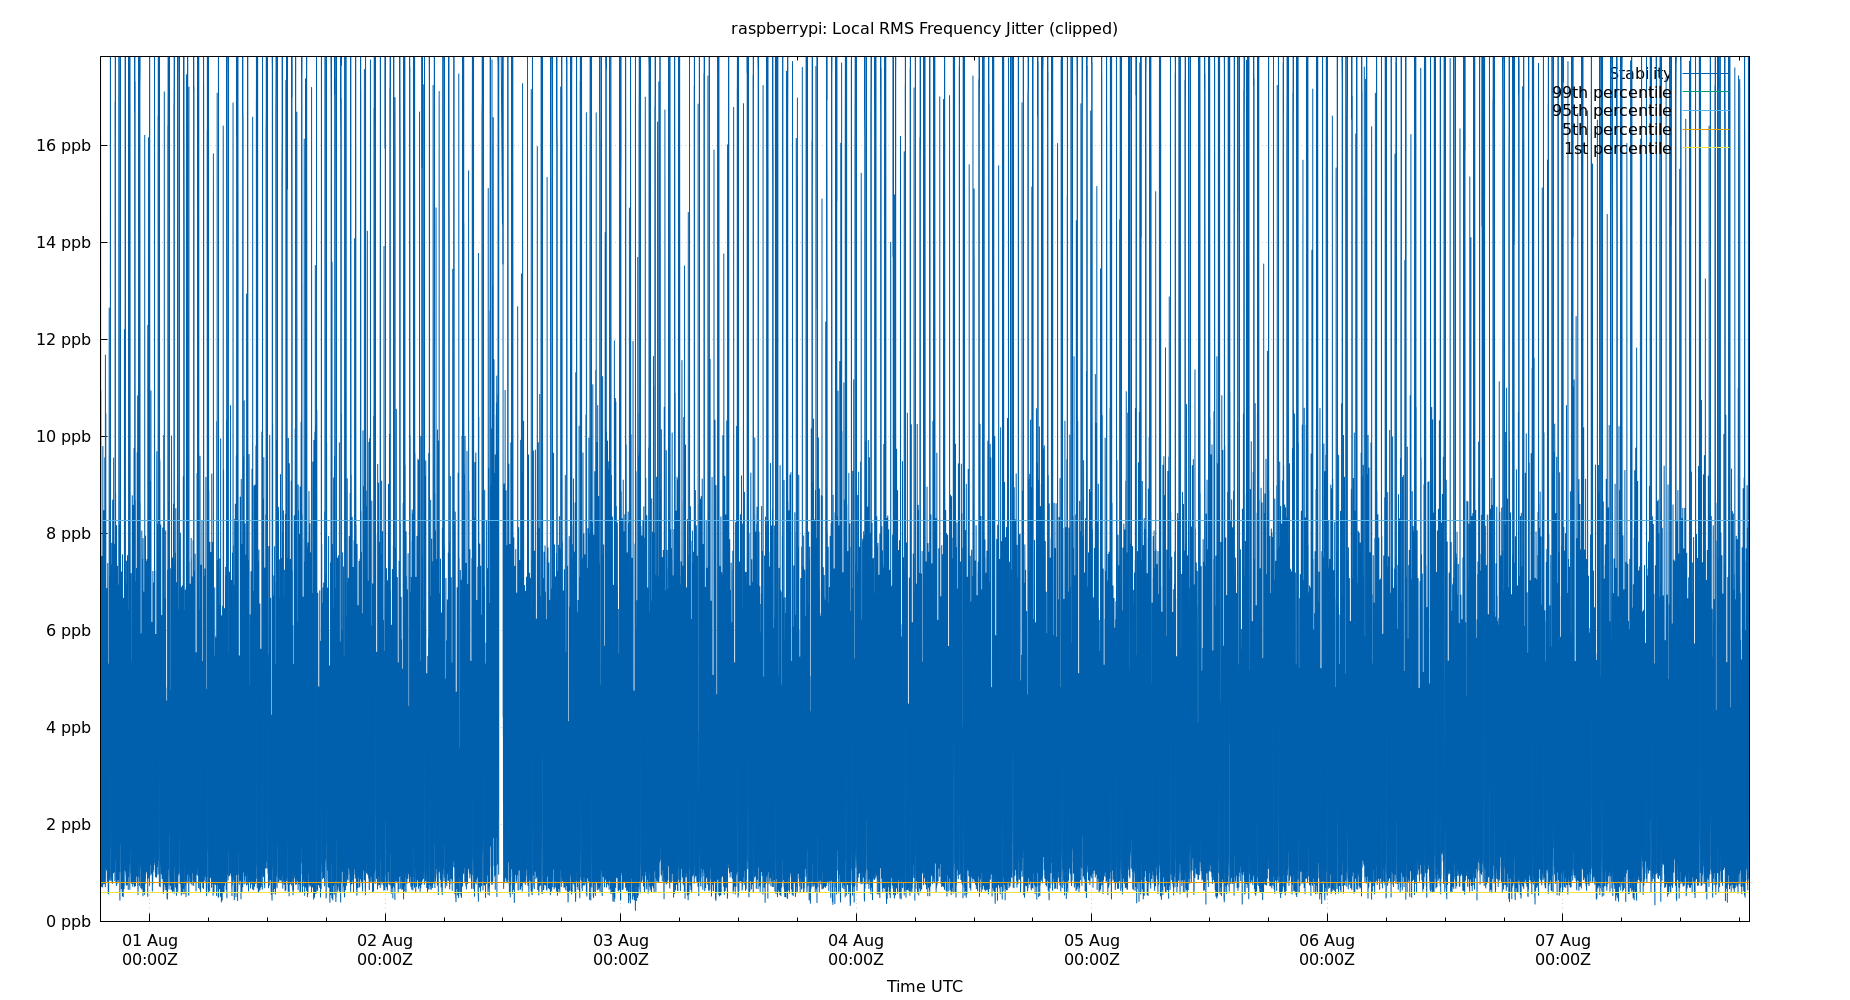 raspberrypi: Local RMS Frequency Jitter (clipped)
Stability
99th percentile
95th percentile
5th percentile
1st percentile
16 ppb
14 ppb
12 ppb
10 ppb
8 ppb
6 ppb
4 ppb
2 ppb
0 ppb
01 Aug 02 Aug 03 Aug 04 Aug 05 Aug 06 Aug 07 Aug
00:00Z 00:00Z 00:00Z 00:00Z 00:00Z 00:00Z 00:00Z
Time UTC